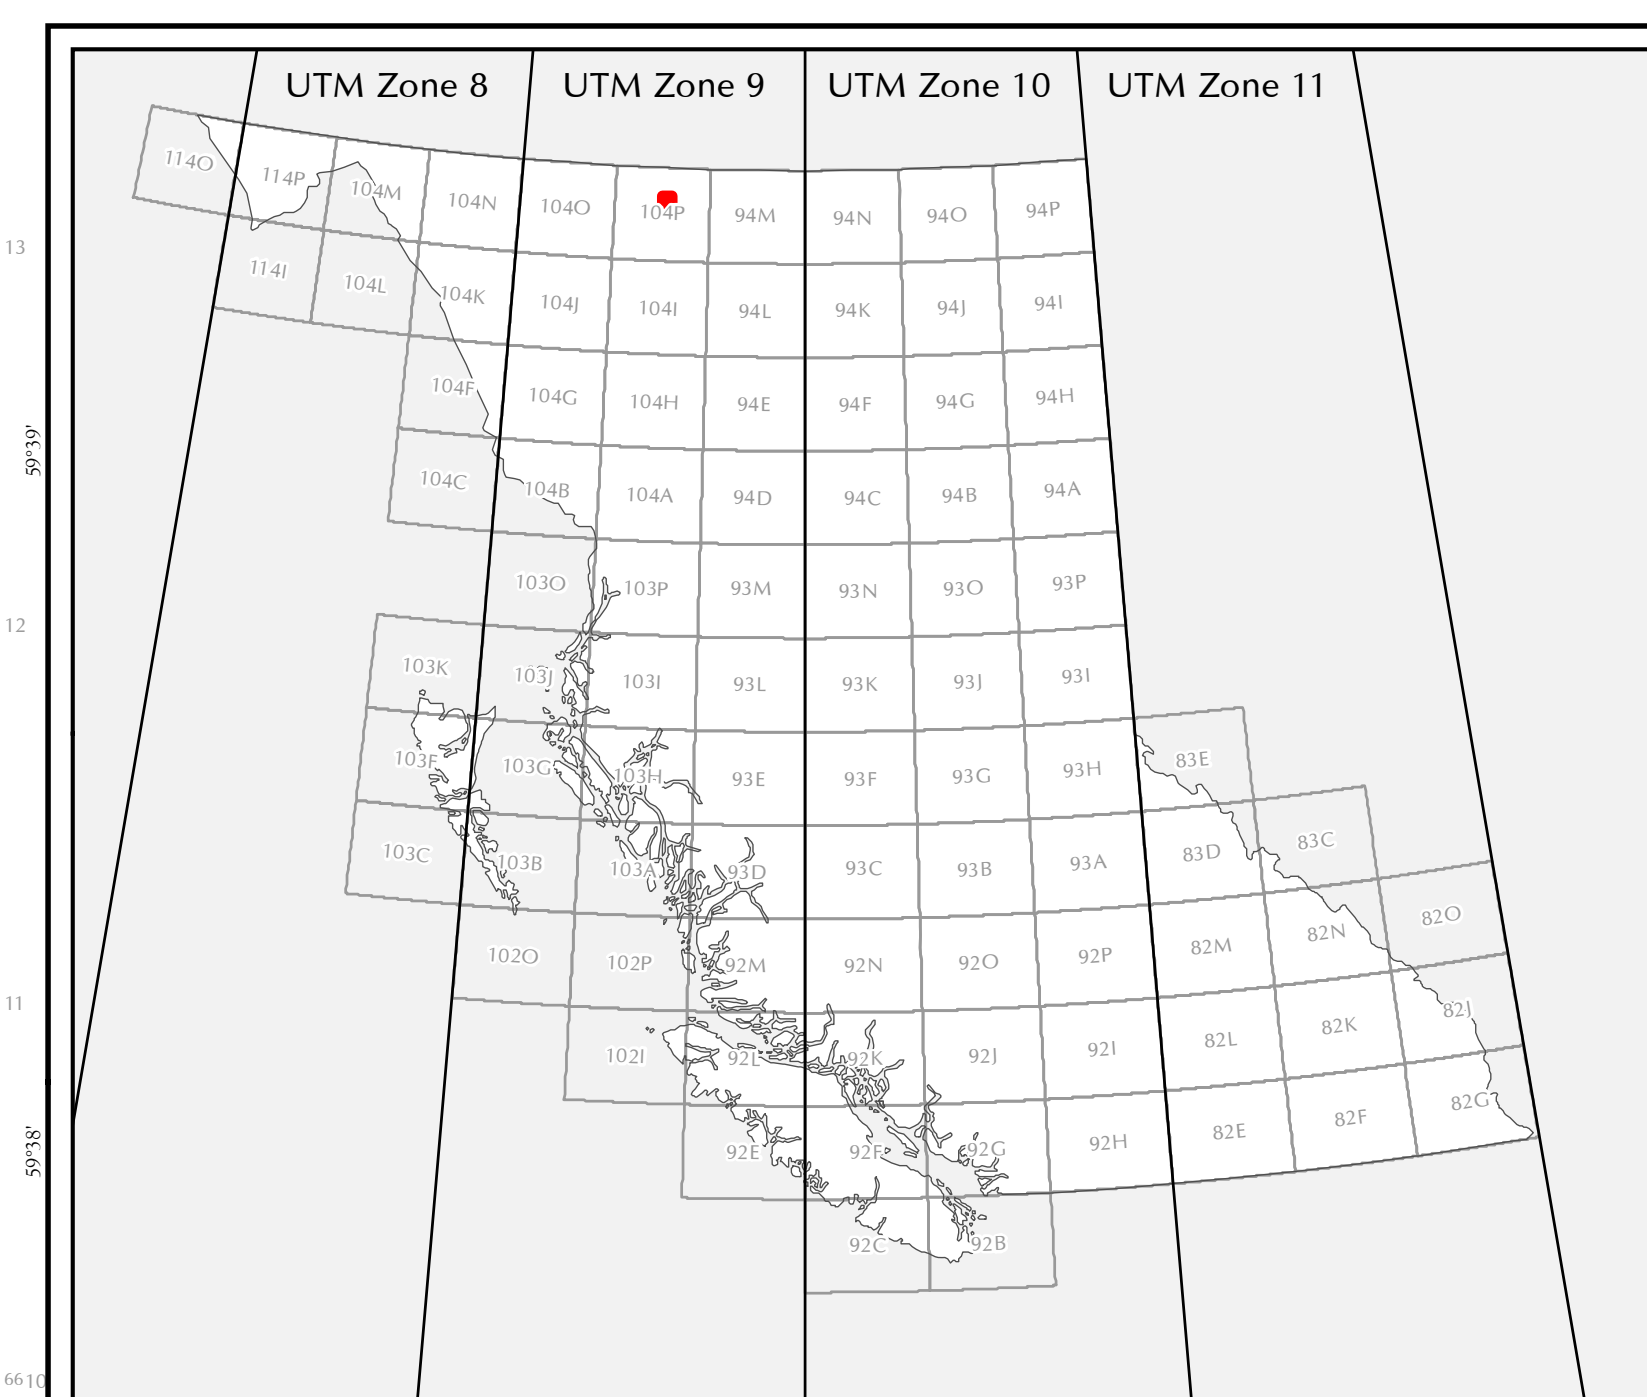 UTM Zone 8 UTM Zone 9 UTM Zone 10 UTM Zone 11
114O 114P 104M 104N 104O 104P 94M 94N 94O 94P
13
114I 104L 104K 104J 104I 94L 94K 94J 94I
104F 104G 104H 94E 94F 94G 94H
59°39'
104C 104B 104A 94D 94C 94B 94A
103O 103P 93M 93N 93O 93P
12
103K 103J 103I 93L 93K 93J 93I
103F 103G 103H 93E 93F 93G 93H 83E
103C 103B 103A 93D 93C 93B 93A 83D 83C
102O 102P 92M 92N 92O 92P 82M 82N 82O
11
102I 92L 92K 92J 92I 82L 82K 82J
59°38'
92E 92F 92G 92H 82E 82F 82G
92C 92B
6610